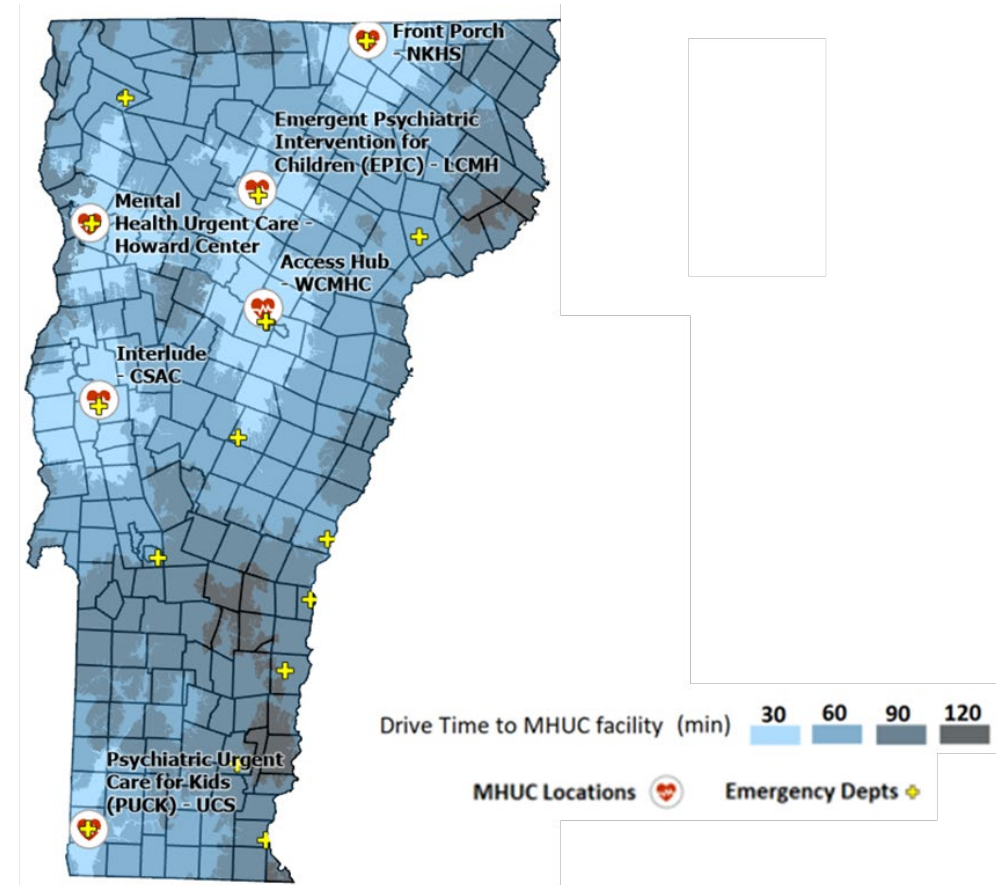 Front Porch
- NKHS
Emergent Psychiatric
Intervention for
Children (EPIC) - LCMH
Mental
Health Urgent Care -
Howard Center
Access Hub
- WCMHC
Interlude
- CSAC
Psychiatric Urgent
Care for Kids
(PUCK) - UCS
Drive Time to MHUC facility (min) 30 60 90 120
MHUC Locations Emergency Depts